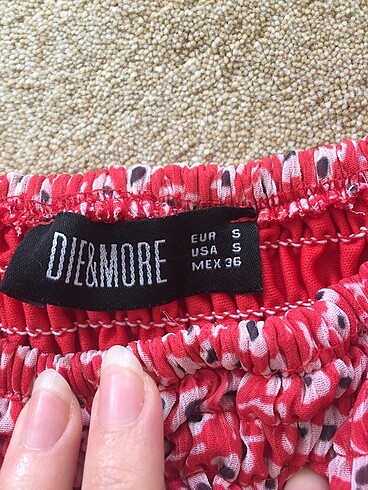 DIE&MORE
EUR S
USA S
MEX 36